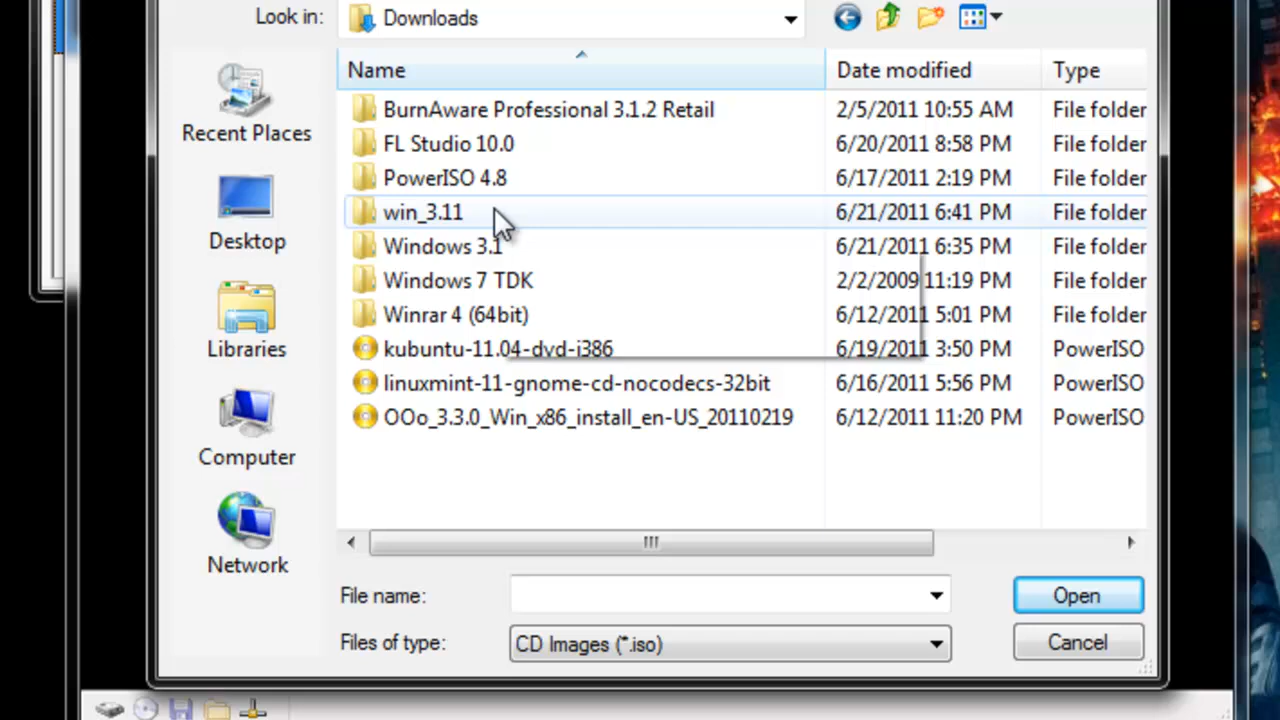 Look in: Downloads
Name Date modified Type
BurnAware Professional 3.1.2 Retail 2/5/2011 10:55 AM File folder
FL Studio 10.0 6/20/2011 8:58 PM File folder
PowerISO 4.8 6/17/2011 2:19 PM File folder
win_3.11 6/21/2011 6:41 PM File folder
Windows 3.1 6/21/2011 6:35 PM File folder
Windows 7 TDK 2/2/2009 11:19 PM File folder
Winrar 4 (64bit) 6/12/2011 5:01 PM File folder
kubuntu-11.04-dvd-i386 6/19/2011 3:50 PM PowerISO
linuxmint-11-gnome-cd-nocodecs-32bit 6/16/2011 5:56 PM PowerISO
OOo_3.3.0_Win_x86_install_en-US_20110219 6/12/2011 11:20 PM PowerISO
Recent Places
Desktop
Libraries
Computer
Network
File name: Open
Files of type: CD Images (*.iso) Cancel